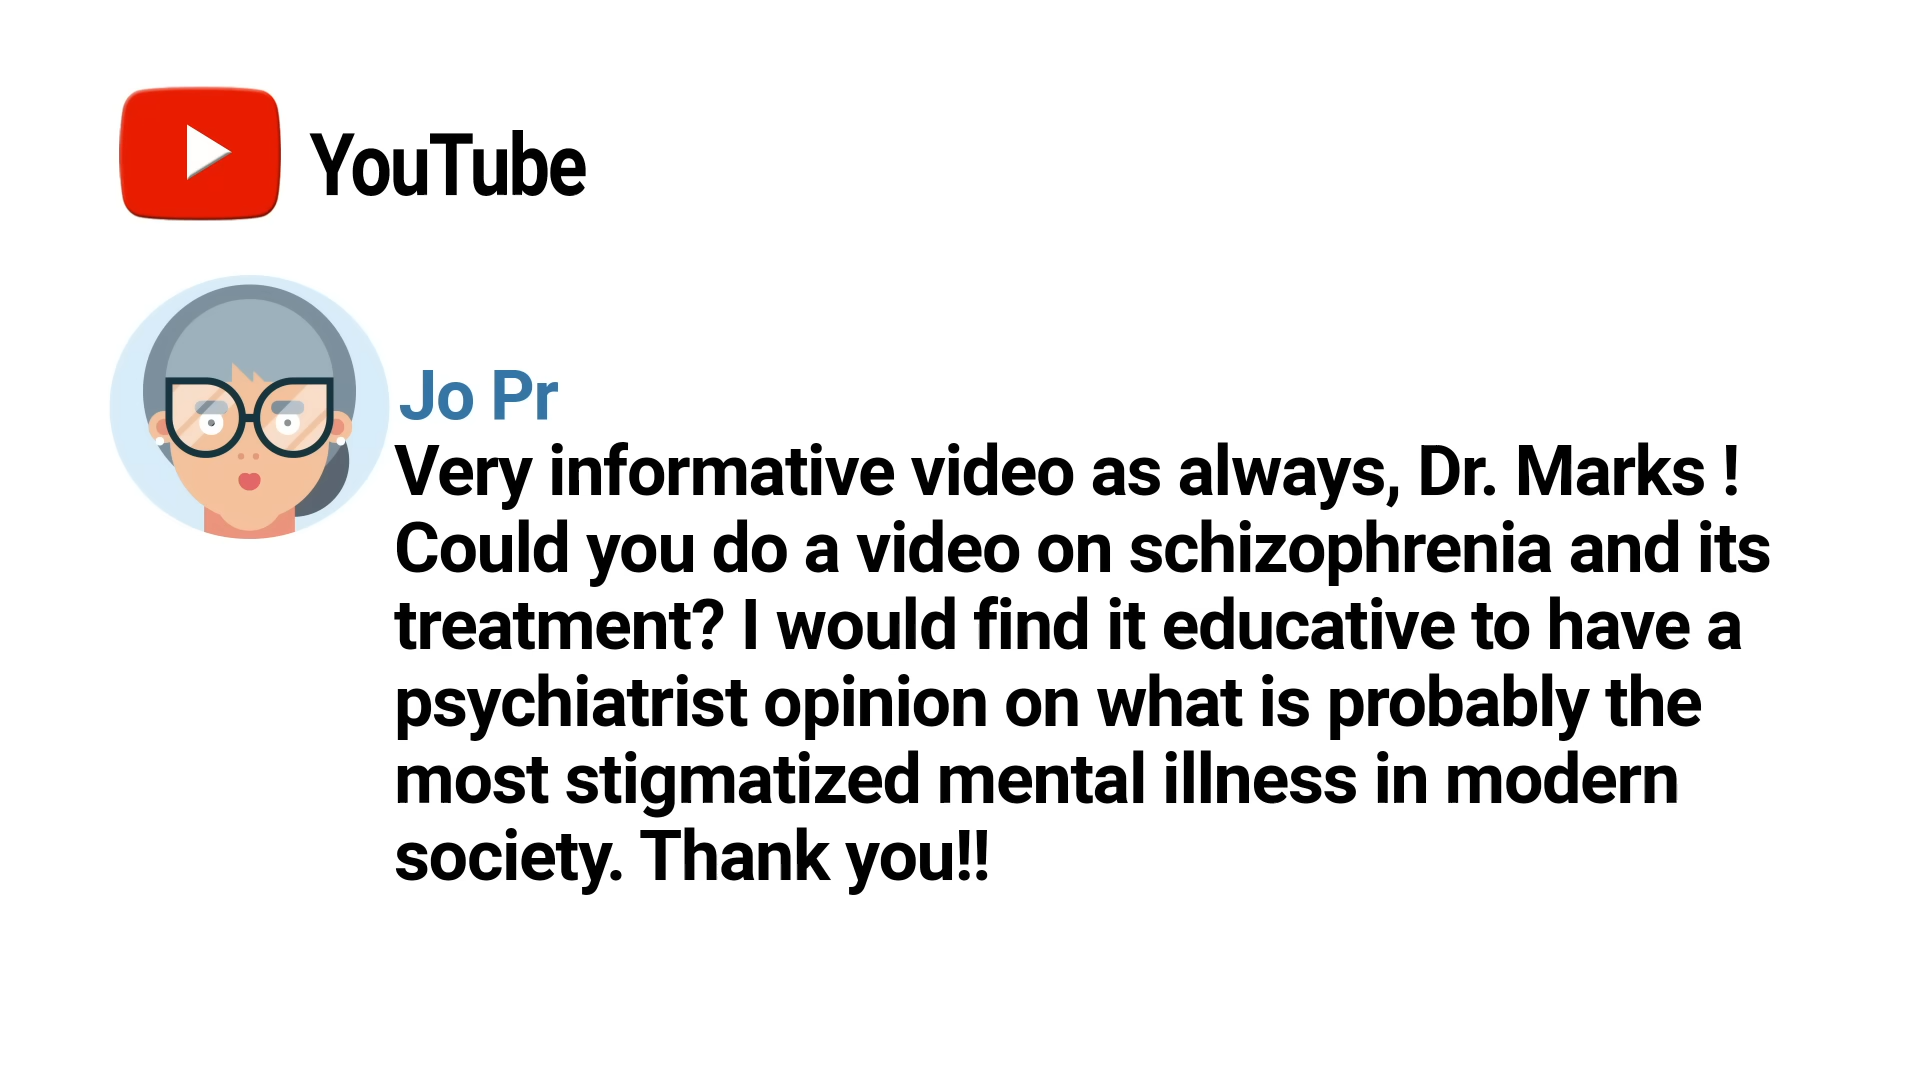 YouTube
Jo Pr
Very informative video as always, Dr. Marks !
Could you do a video on schizophrenia and its
treatment? I would find it educative to have a
psychiatrist opinion on what is probably the
most stigmatized mental illness in modern
society. Thank you!!